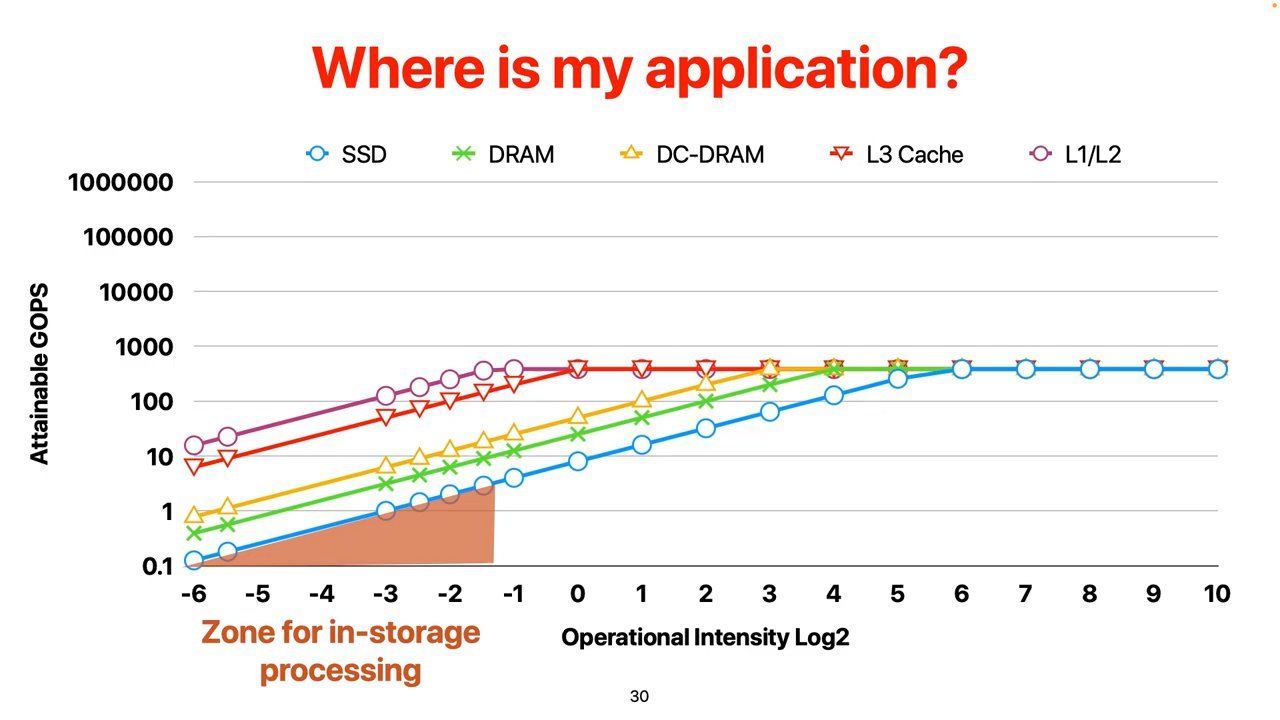 Where is my application?
SSD DRAM DC-DRAM L3 Cache L1/L2
1000000
100000
10000
1000
100
10
1
0.1
Attainable GOPS
-6 -5 -4 -3 -2 -1 0 1 2 3 4 5 6 7 8 9 10
Zone for in-storage
processing
Operational Intensity Log2
30